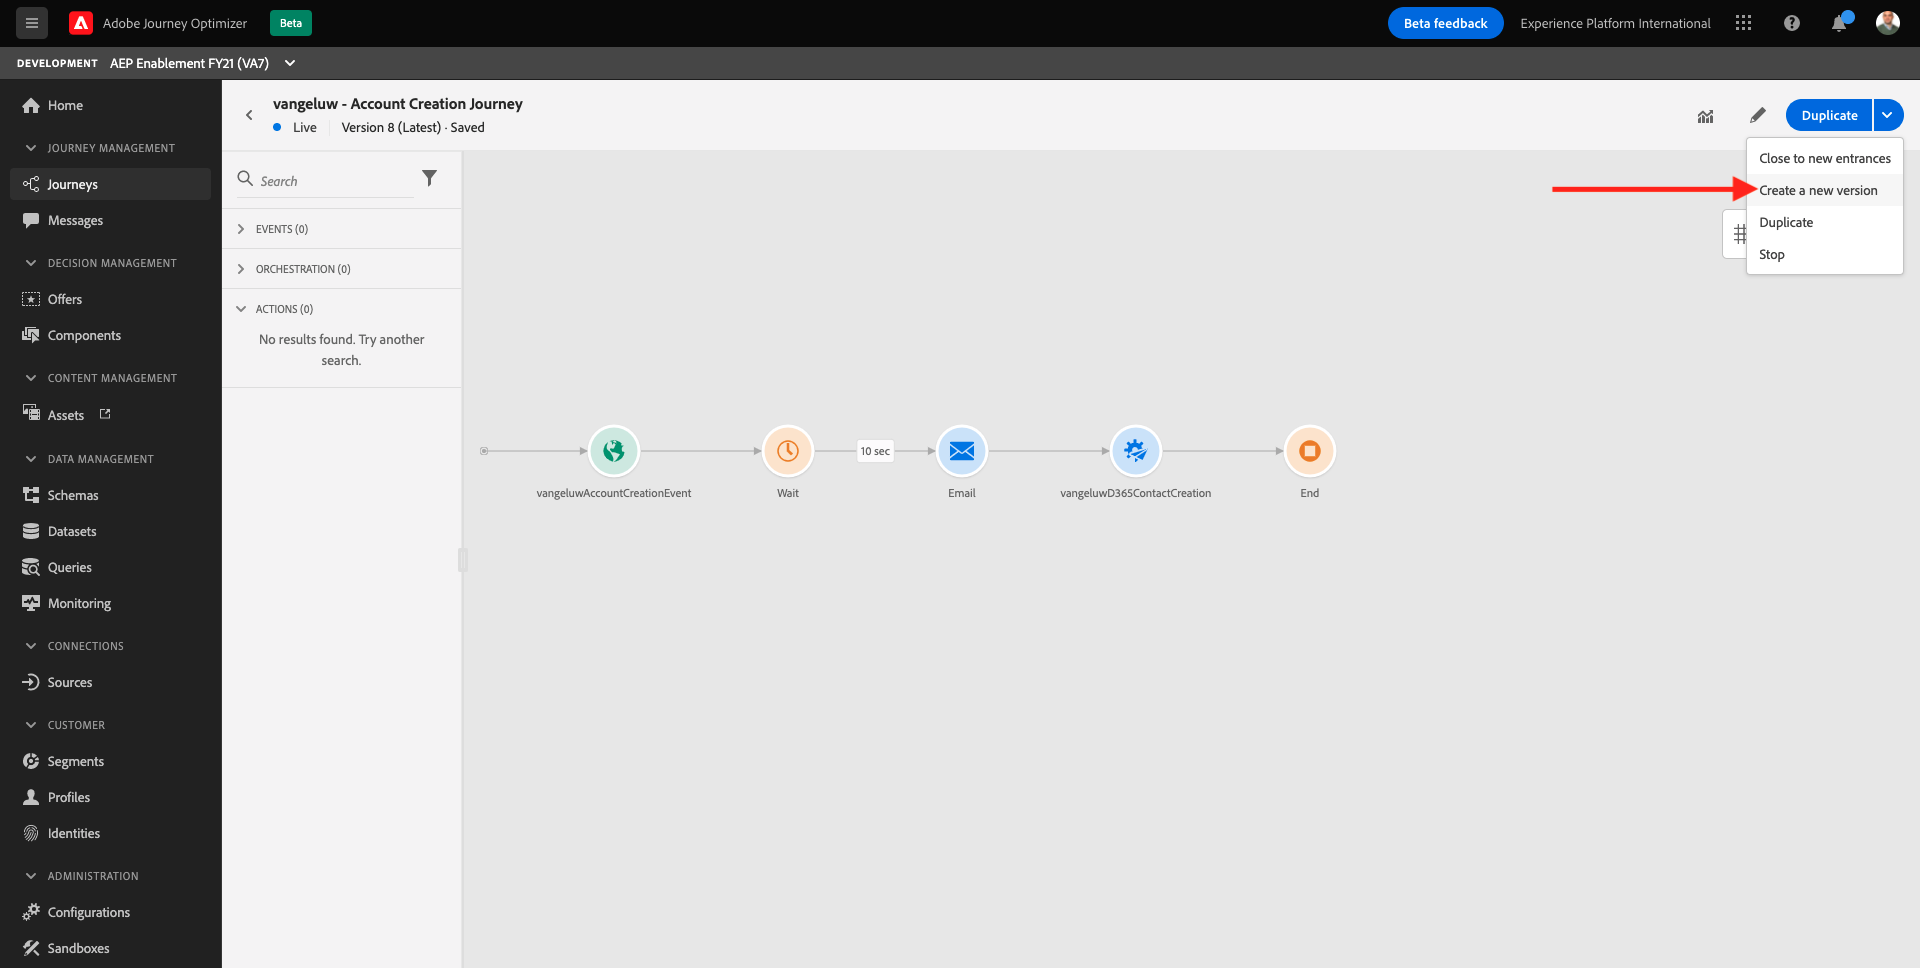 Adobe Journey Optimizer
Beta
Beta feedback
Experience Platform International
DEVELOPMENT
AEP Enablement FY21 (VA7)
Home
JOURNEY MANAGEMENT
Journeys
Messages
DECISION MANAGEMENT
Offers
Components
CONTENT MANAGEMENT
Assets
DATA MANAGEMENT
Schemas
Datasets
Queries
Monitoring
CONNECTIONS
Sources
CUSTOMER
Segments
Profiles
Identities
ADMINISTRATION
Configurations
Sandboxes
vangeluw - Account Creation Journey
Live
Version 8 (Latest) · Saved
Duplicate
Close to new entrances
Create a new version
Duplicate
Stop
Search
EVENTS (0)
ORCHESTRATION (0)
ACTIONS (0)
No results found. Try another
search.
10 sec
vangeluwAccountCreationEvent
Wait
Email
vangeluwD365ContactCreation
End